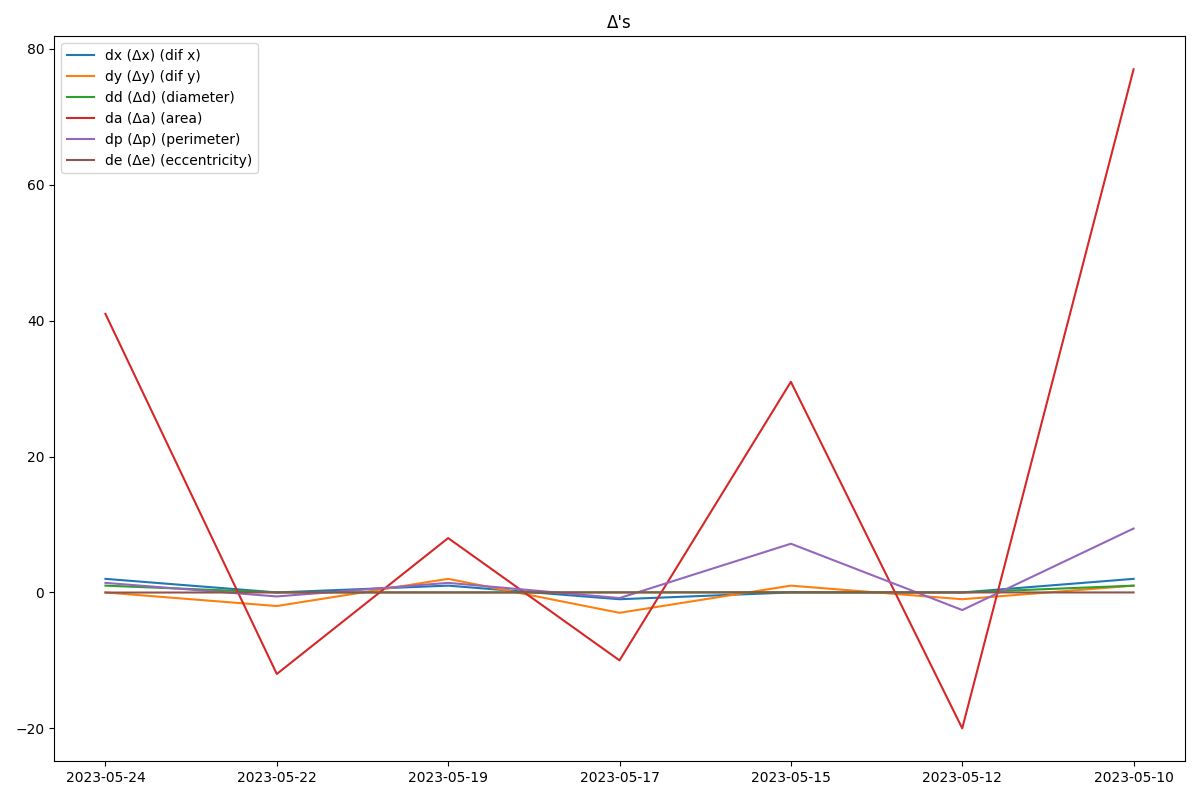 Δ's
dx (Δx) (dif x)
dy (Δy) (dif y)
dd (Δd) (diameter)
da (Δa) (area)
dp (Δp) (perimeter)
de (Δe) (eccentricity)
80
60
40
20
0
−20
2023-05-24 2023-05-22 2023-05-19 2023-05-17 2023-05-15 2023-05-12 2023-05-10